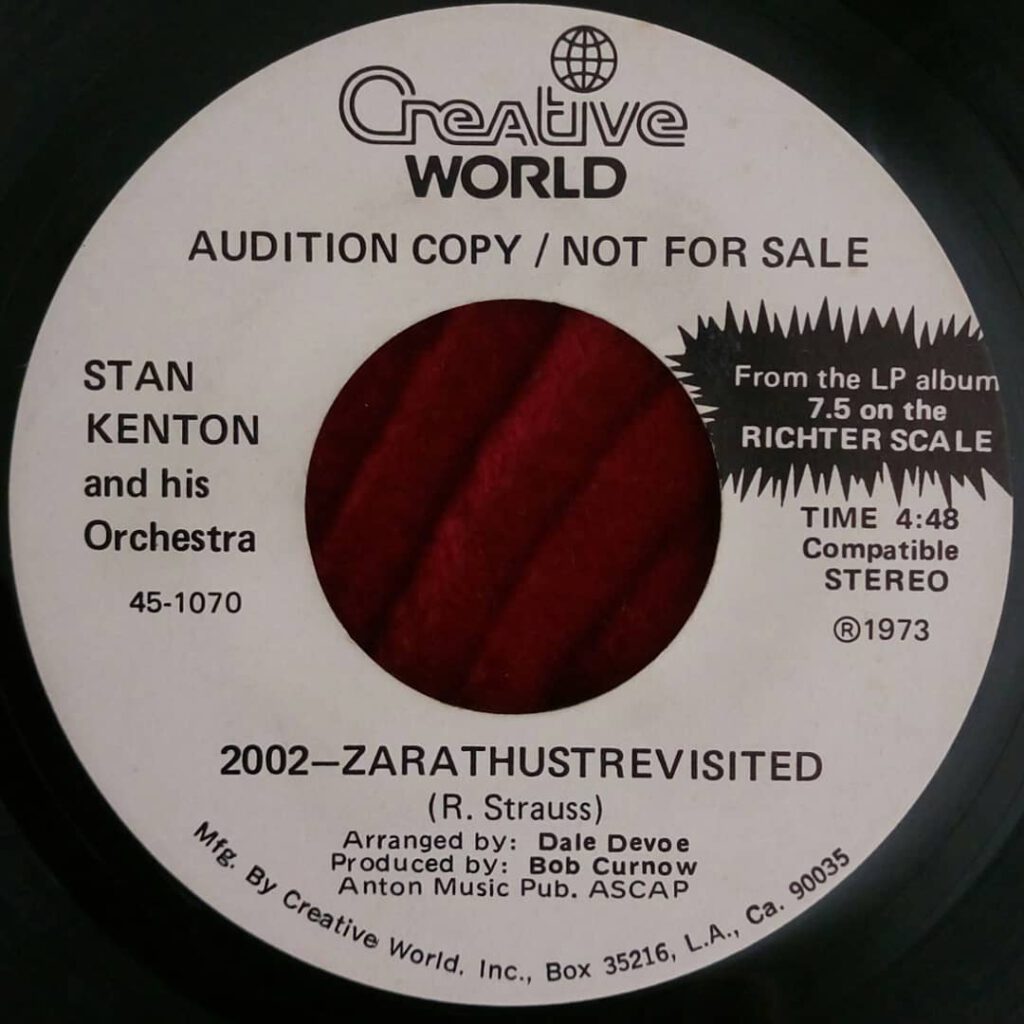 Creative
WORLD
AUDITION COPY / NOT FOR SALE
STAN
KENTON
and his
Orchestra
45-1070
From the LP album
7.5 on the
RICHTER SCALE
TIME 4:48
Compatible
STEREO
®1973
2002—ZARATHUSTREVISITED
(R. Strauss)
Arranged by: Dale Devoe
Produced by: Bob Curnow
Anton Music Pub. ASCAP
Mfg. By Creative World, Inc., Box 35216, L.A., Ca. 90035